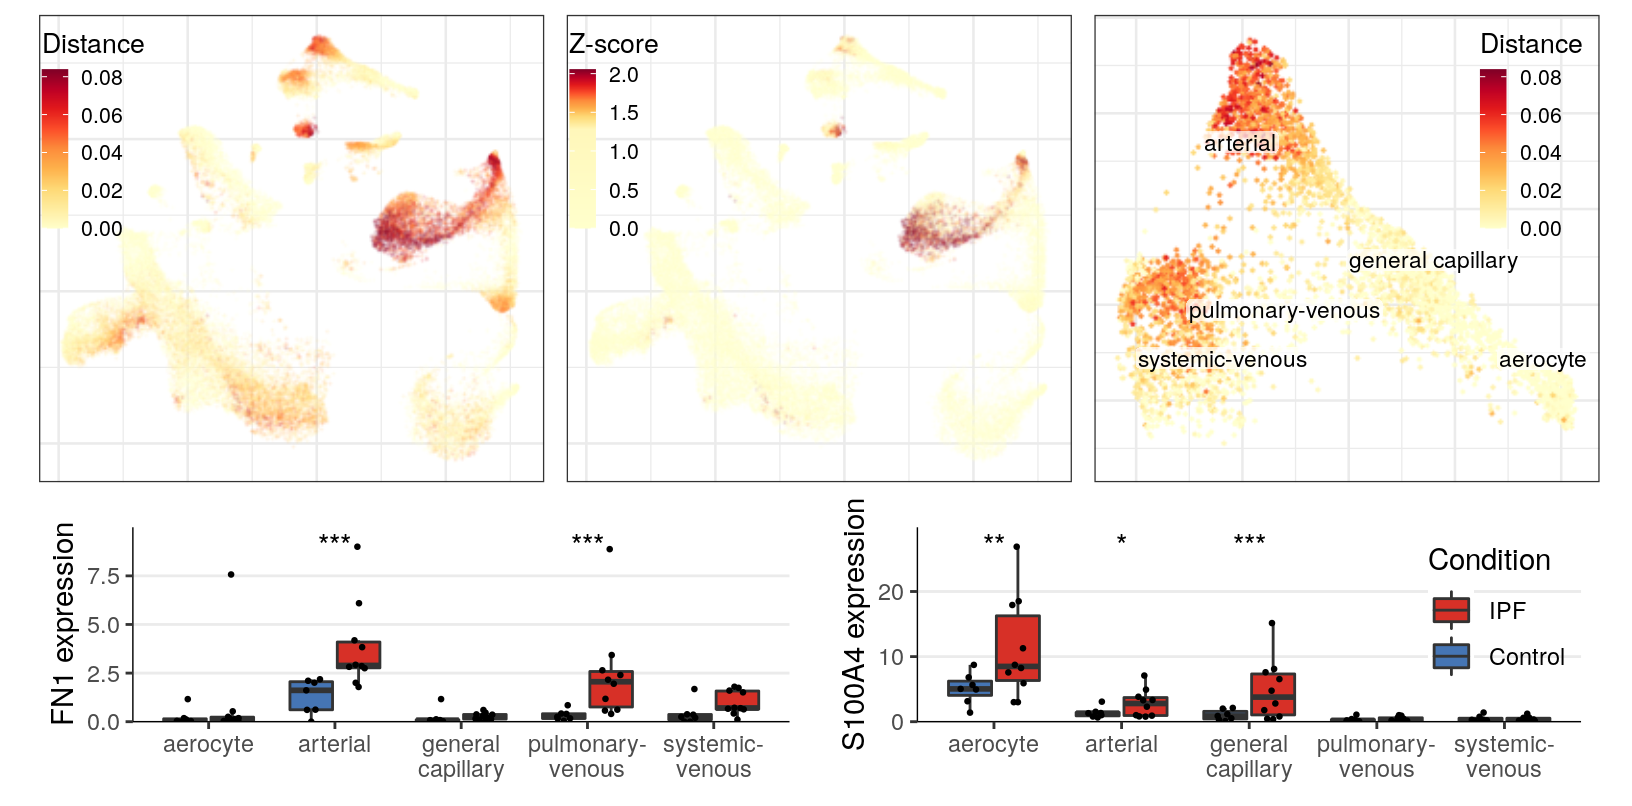 Distance
0.08
0.06
0.04
0.02
0.00
Z-score
2.0
1.5
1.0
0.5
0.0
Distance
0.08
0.06
0.04
0.02
0.00
arterial
general capillary
pulmonary-venous
systemic-venous
aerocyte
FN1 expression
7.5
5.0
2.5
0.0
***
***
aerocyte
arterial
general
capillary
pulmonary-
venous
systemic-
venous
S100A4 expression
20
10
0
**
*
***
aerocyte
arterial
general
capillary
pulmonary-
venous
systemic-
venous
Condition
IPF
Control